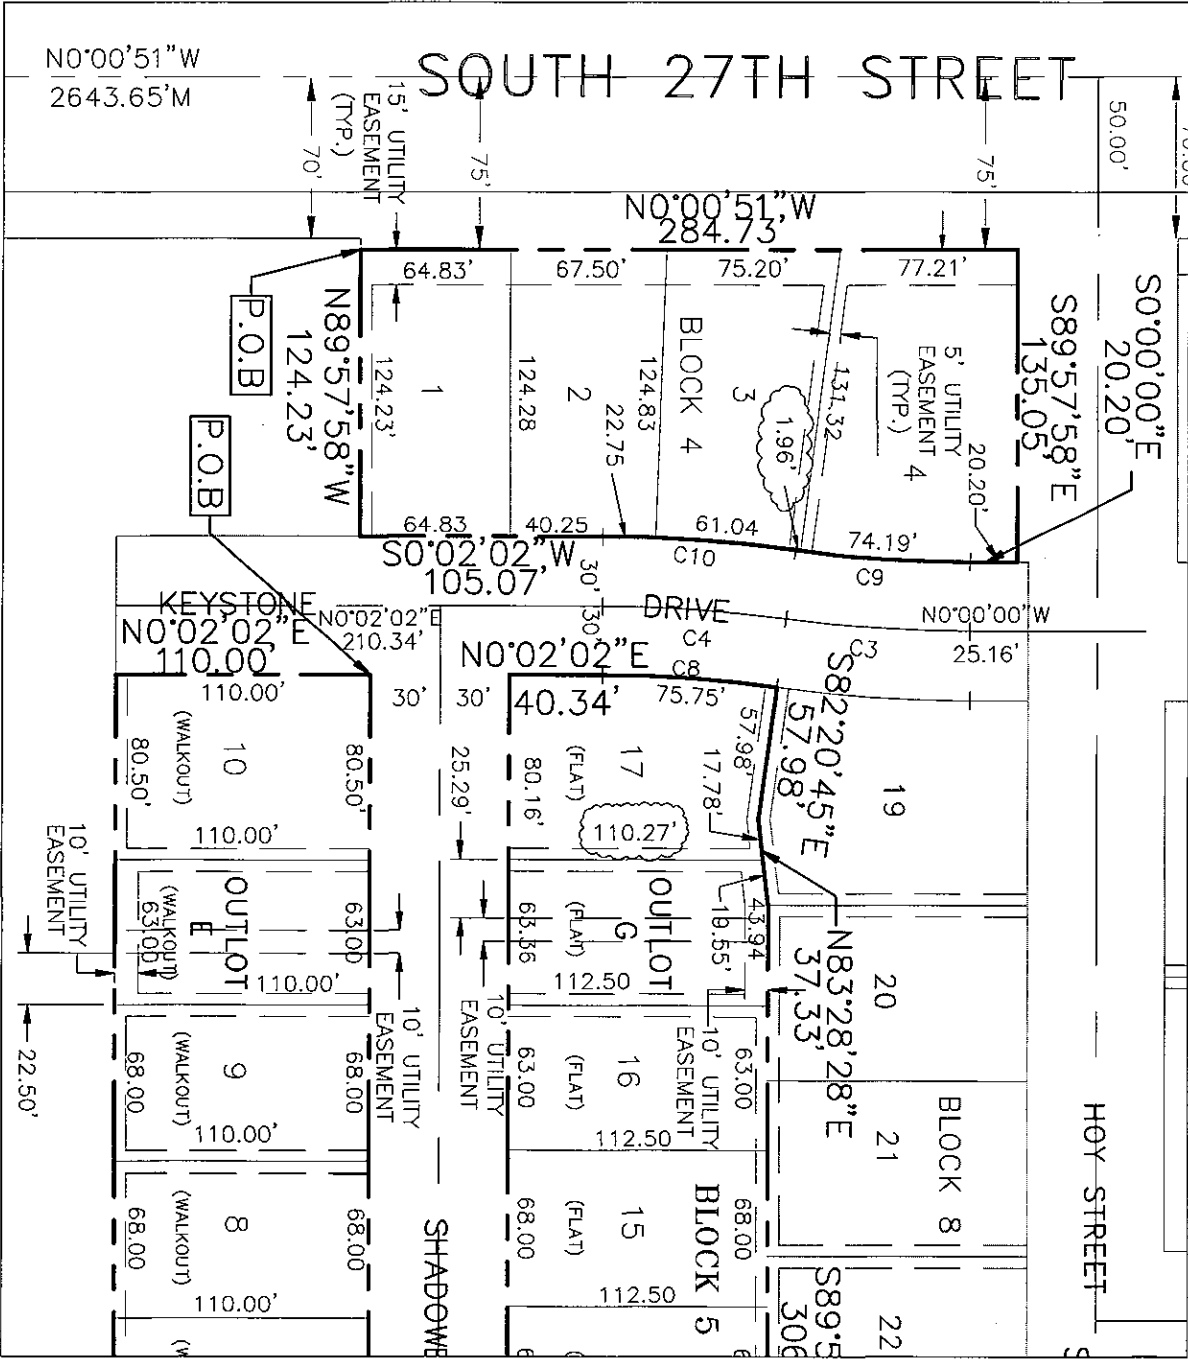 N0°00'51"W
2643.65'M
SOUTH 27TH STREET
15' UTILITY
EASEMENT
(TYP.)
70'
75'
75'
50.00'
N0°00'51"W
284.73'
64.83'
67.50'
75.20'
77.21'
P.O.B
N89°57'58"W
124.23'
124.23'
1
124.28
2
124.83
22.75
BLOCK 4
3
1.96'
131.32
5' UTILITY
EASEMENT
(TYP.)
4
20.20'
S89°57'58"E
135.05'
S0°00'00"E
20.20'
64.83
40.25
61.04
74.19'
C10
C9
S0°02'02"W
105.07'
P.O.B
KEYSTONE
DRIVE
N0°02'02"E
210.34'
30'
30'
C4
C3
N0°00'00"W
25.16'
N0°02'02"E
110.00'
110.00'
30'
30'
N0°02'02"E
40.34'
C8
75.75'
S82°20'45"E
57.98'
57.98'
17.78'
10
(WALKOUT)
80.50'
80.50'
110.00'
25.29'
80.16'
(FLAT)
17
110.27'
19
10' UTILITY
EASEMENT
OUTLOT
E
(WALKOUT)
63.00
63.00
110.00'
10' UTILITY
EASEMENT
OUTLOT
G
(FLAT)
63.36
43.94
19.55'
112.50
10' UTILITY
EASEMENT
10' UTILITY
EASEMENT
N83°28'28"E
37.33'
20
22.50'
9
(WALKOUT)
68.00
68.00
110.00'
16
(FLAT)
63.00
63.00
112.50
21
BLOCK 8
HOY STREET
8
(WALKOUT)
68.00
68.00
110.00'
SHADOWE
15
(FLAT)
68.00
68.00
112.50
BLOCK 5
S89°5
306
22